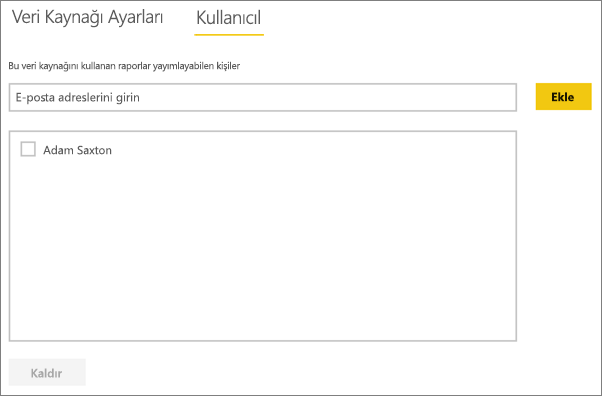 Veri Kaynağı Ayarları Kullanıcıl
Bu veri kaynağını kullanan raporlar yayımlayabilen kişiler
E-posta adreslerini girin
Ekle
Adam Saxton
Kaldır